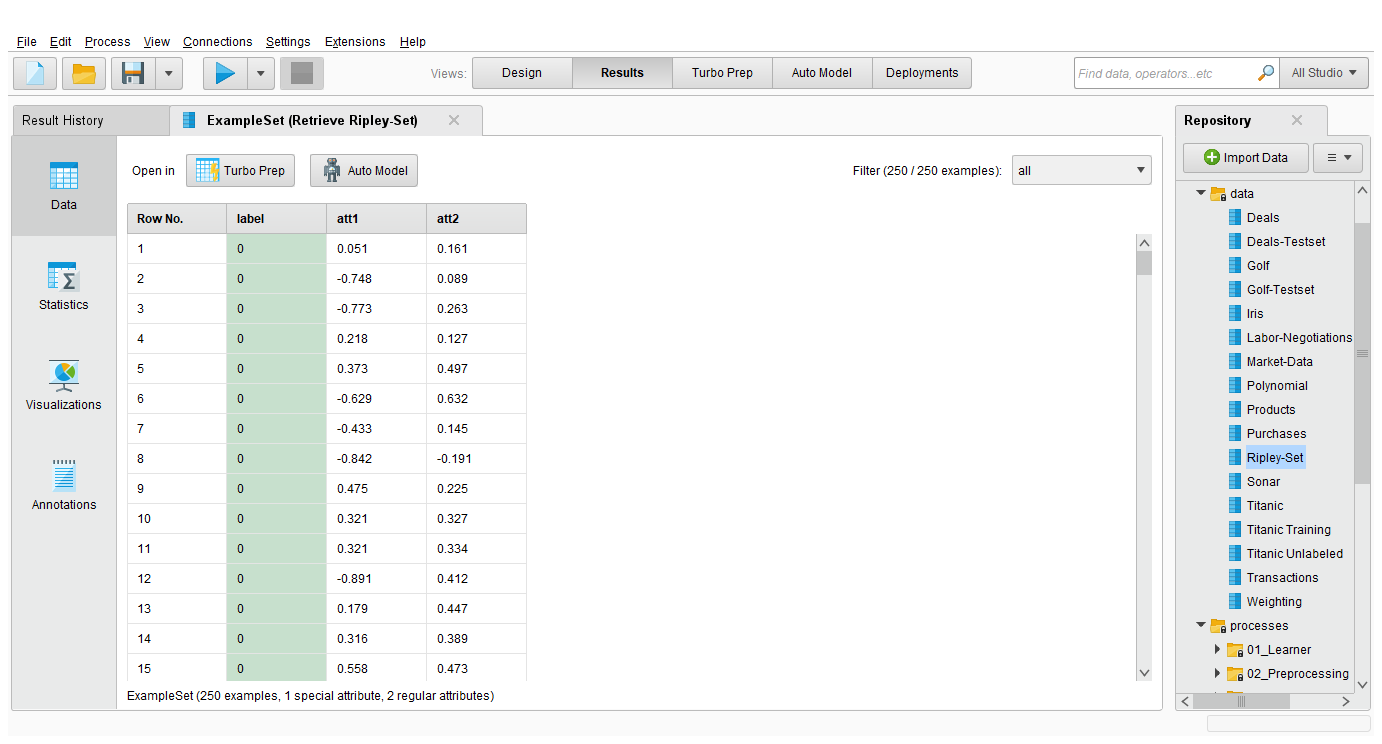 File Edit Process View Connections Settings Extensions Help
Views: Design Results Turbo Prep Auto Model Deployments Find data, operators...etc All Studio
Result History ExampleSet (Retrieve Ripley-Set)
Data
Statistics
Visualizations
Annotations
Open in Turbo Prep Auto Model Filter (250 / 250 examples): all
Row No. label att1 att2
1 0 0.051 0.161
2 0 -0.748 0.089
3 0 -0.773 0.263
4 0 0.218 0.127
5 0 0.373 0.497
6 0 -0.629 0.632
7 0 -0.433 0.145
8 0 -0.842 -0.191
9 0 0.475 0.225
10 0 0.321 0.327
11 0 0.321 0.334
12 0 -0.891 0.412
13 0 0.179 0.447
14 0 0.316 0.389
15 0 0.558 0.473
ExampleSet (250 examples, 1 special attribute, 2 regular attributes)
Repository
Import Data
data
Deals
Deals-Testset
Golf
Golf-Testset
Iris
Labor-Negotiations
Market-Data
Polynomial
Products
Purchases
Ripley-Set
Sonar
Titanic
Titanic Training
Titanic Unlabeled
Transactions
Weighting
processes
01_Learner
02_Preprocessing